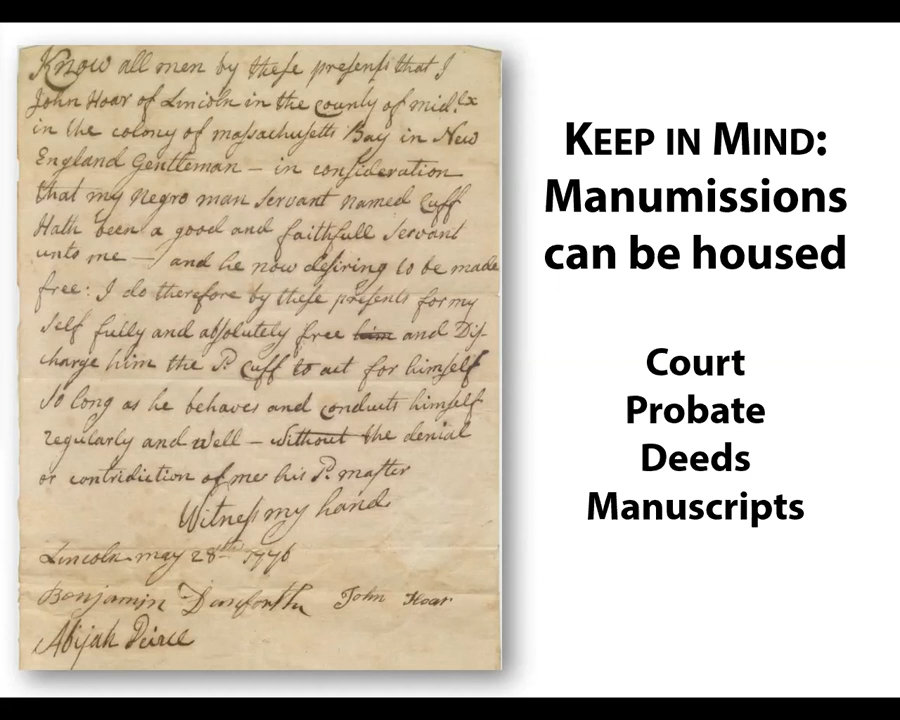 Know all men by these presents that I
John Hoar of Lincoln in the County of midlx
in the colony of massachusetts Bay in New
England Gentleman – in consideration
that my Negro man servant named Cuff
Hath been a good and faithfull servant
unto me – and he now desiring to be made
free: I do therefore by these presents for my
self fully and absolutely free him and Dis-
charge him the Sd. Cuff to act for himself
so long as he behaves and conducts himself
regularly and well – without the denial
or contridiction of me his Sd. master
Witness my hand
Lincoln may 28th 1776
Benjamin Danforth John Hoar
Abijah Peirce
KEEP IN MIND:
Manumissions
can be housed
Court
Probate
Deeds
Manuscripts